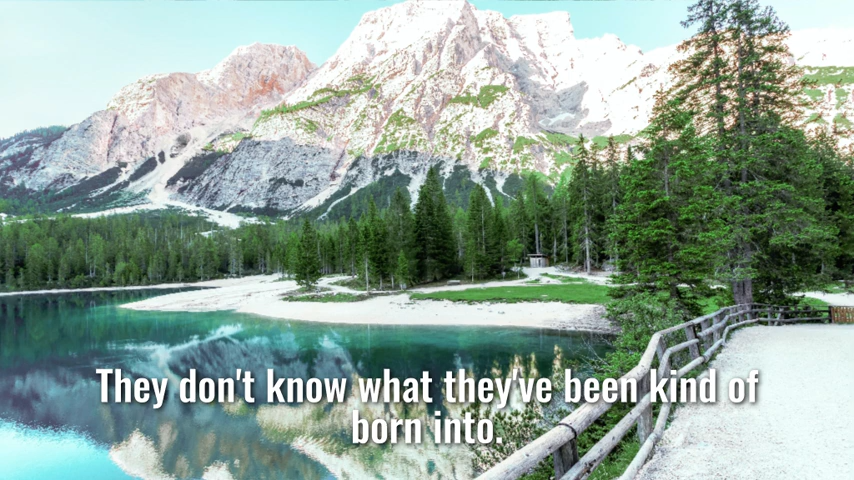 They don't know what they've been kind of
born into.